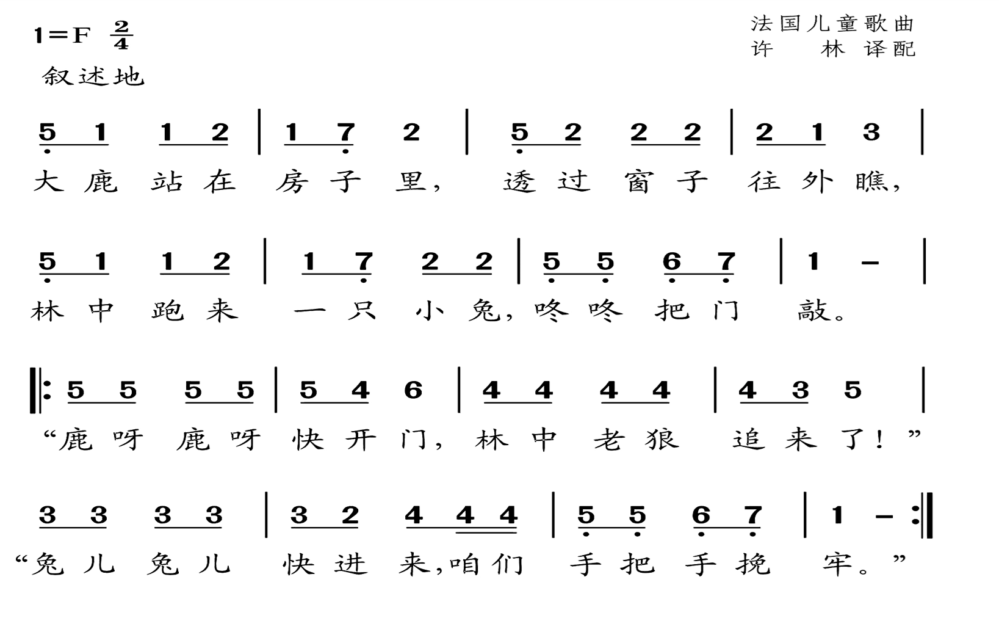 1=F 2/4 法国儿童歌曲
许 林 译配
叙述地
5̣ 1 1 2 | 1 7̣ 2 | 5̣ 2 2 2 | 2 1 3 |
大鹿 站在 房子里， 透过 窗子 往外瞧，
5̣ 1 1 2 | 1 7̣ 2 2 | 5̣ 5̣ 6̣ 7̣ | 1 – |
林中 跑来 一只 小兔，咚咚 把门 敲。
‖: 5 5 5 5 | 5 4 6 | 4 4 4 4 | 4 3 5 |
“鹿呀 鹿呀 快开门，林中 老狼 追来了！”
3 3 3 3 | 3 2 4 4 4 | 5̣ 5̣ 6̣ 7̣ | 1 – :‖
“兔儿 兔儿 快进 来，咱们 手把 手挽 牢。”